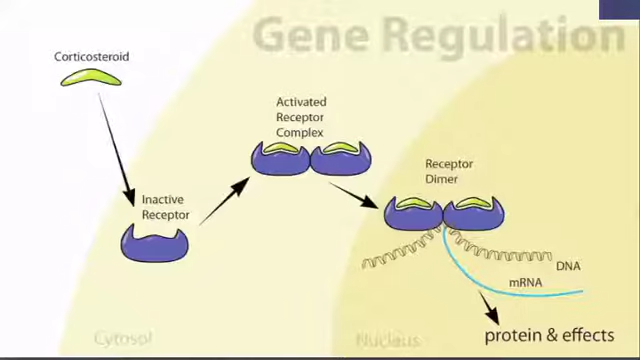 Gene Regulation
Corticosteroid
Activated
Receptor
Complex
Receptor
Dimer
Inactive
Receptor
DNA
mRNA
protein & effects
Cytosol
Nucleus